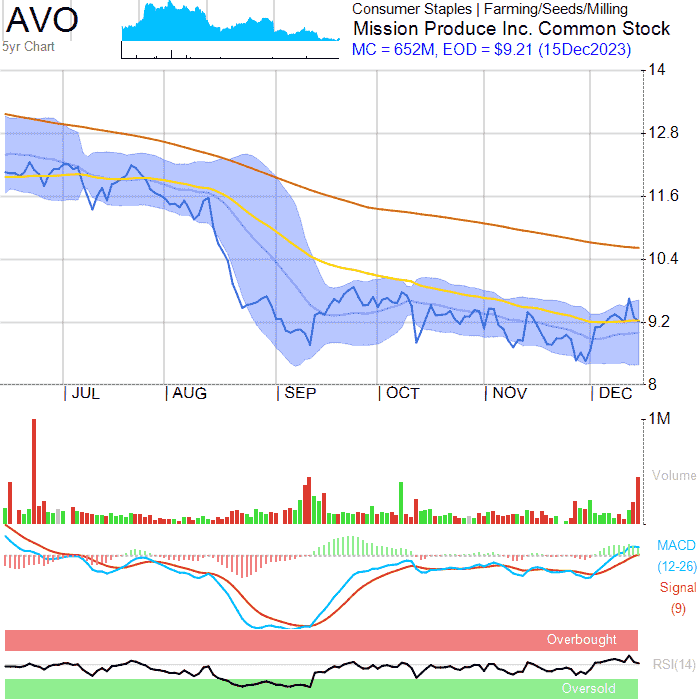 AVO
5yr Chart
Consumer Staples | Farming/Seeds/Milling
Mission Produce Inc. Common Stock
MC = 652M, EOD = $9.21 (15Dec2023)
14
12.8
11.6
10.4
9.2
8
JUL AUG SEP OCT NOV DEC
1M
Volume
MACD
(12-26)
Signal
(9)
Overbought
RSI(14)
Oversold